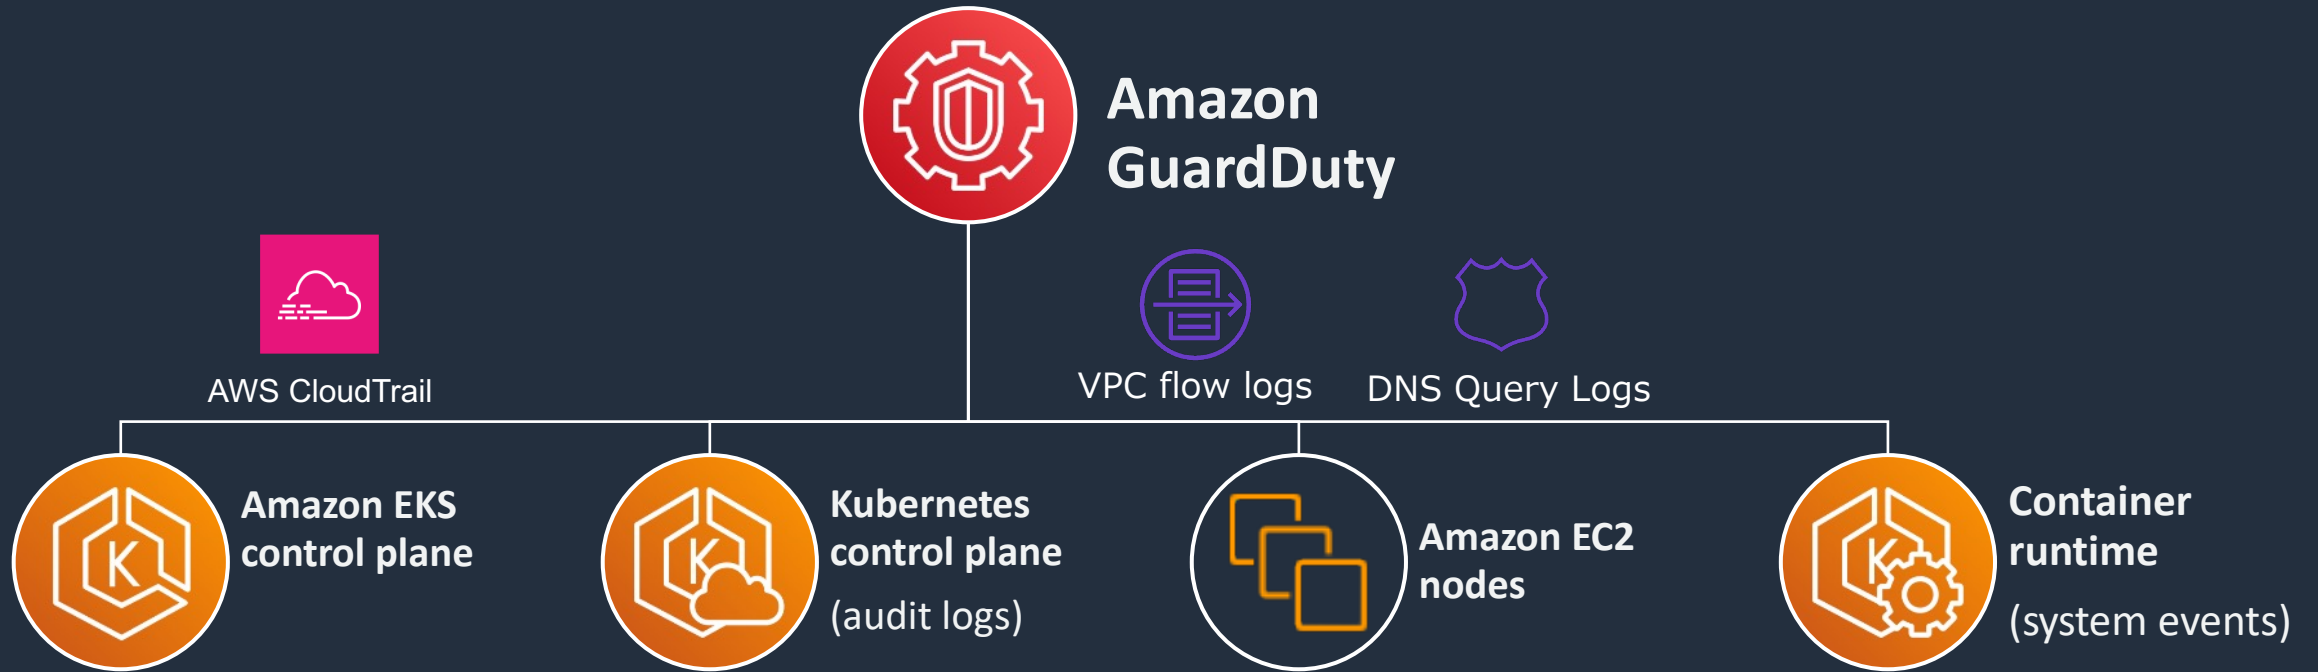 Amazon
GuardDuty
AWS CloudTrail
VPC flow logs
DNS Query Logs
Amazon EKS
control plane
Kubernetes
control plane
(audit logs)
Amazon EC2
nodes
Container
runtime
(system events)
K
K
K